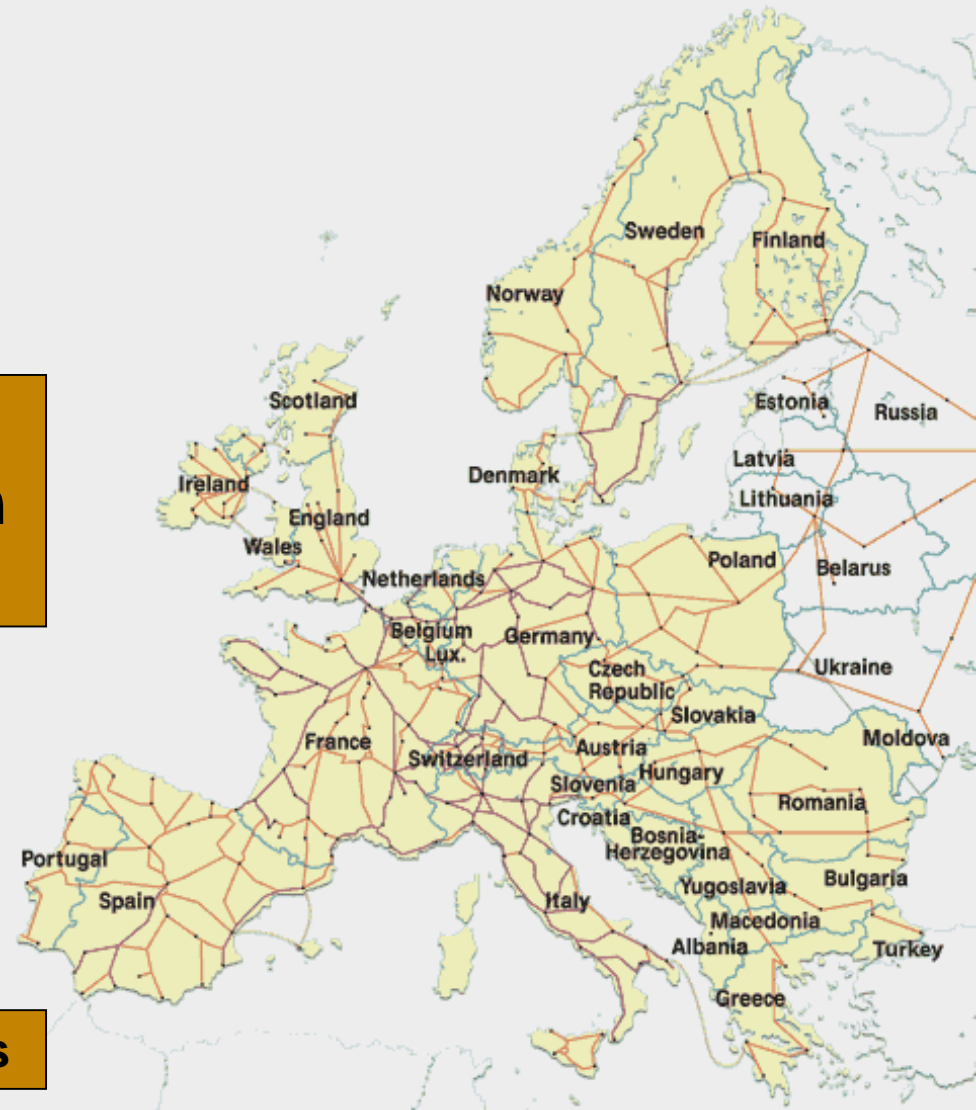 Sweden
Finland
Norway
Scotland
Estonia
Russia
Latvia
Denmark
Ireland
Lithuania
England
Wales
Poland
Belarus
Netherlands
Belgium
Germany
Lux.
Czech
Republic
Ukraine
Slovakia
France
Moldova
Switzerland
Austria
Hungary
Slovenia
Romania
Croatia
Bosnia-
Herzegovina
Portugal
Spain
Yugoslavia
Bulgaria
Italy
Macedonia
Albania
Turkey
Greece